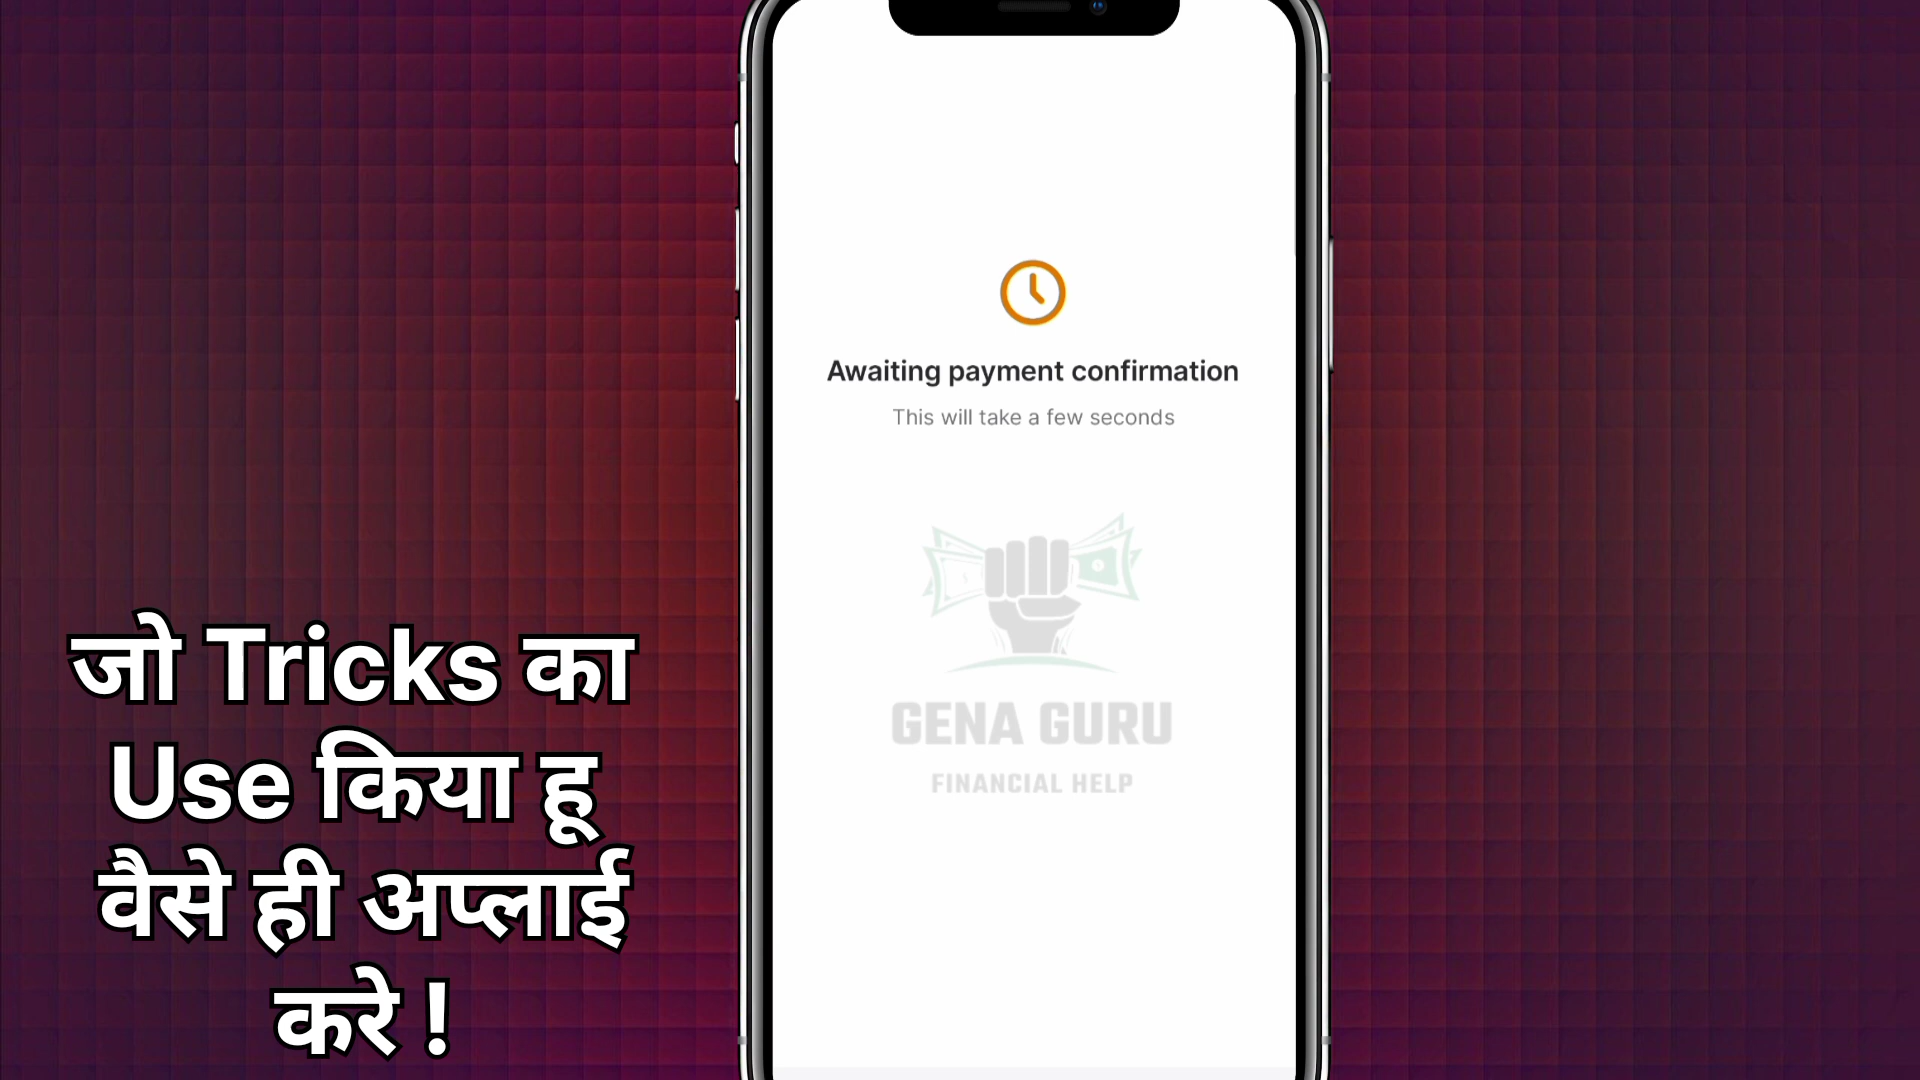 Awaiting payment confirmation
This will take a few seconds
GENA GURU
FINANCIAL HELP
जो Tricks का
Use किया हू
वैसे ही अप्लाई
करे !